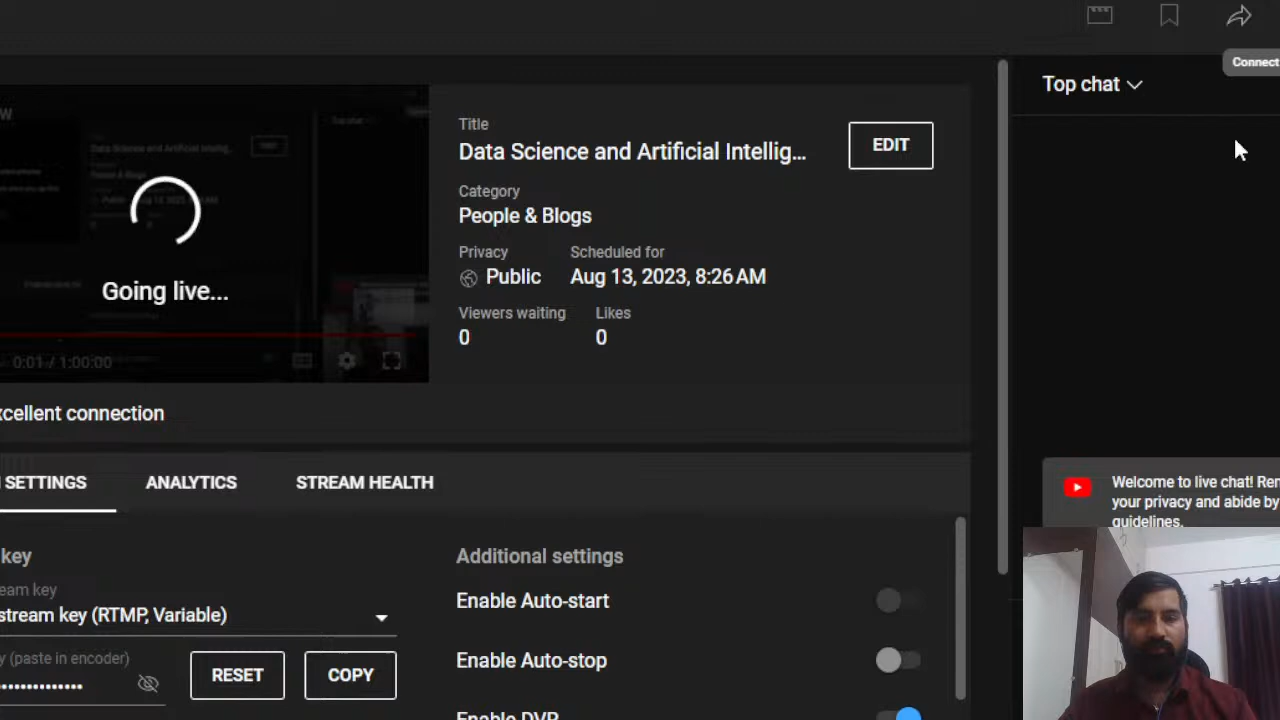 Connect
Top chat
W
Title
Data Science and Artificial Intellig...
EDIT
Category
People & Blogs
Privacy
Scheduled for
Public
Aug 13, 2023, 8:26 AM
Going live...
Viewers waiting
Likes
0
0
0:01 / 1:00:00
xcellent connection
SETTINGS
ANALYTICS
STREAM HEALTH
Welcome to live chat! Rem
your privacy and abide by
guidelines.
key
Additional settings
eam key
stream key (RTMP, Variable)
Enable Auto-start
y (paste in encoder)
RESET
COPY
Enable Auto-stop
Enable DVR